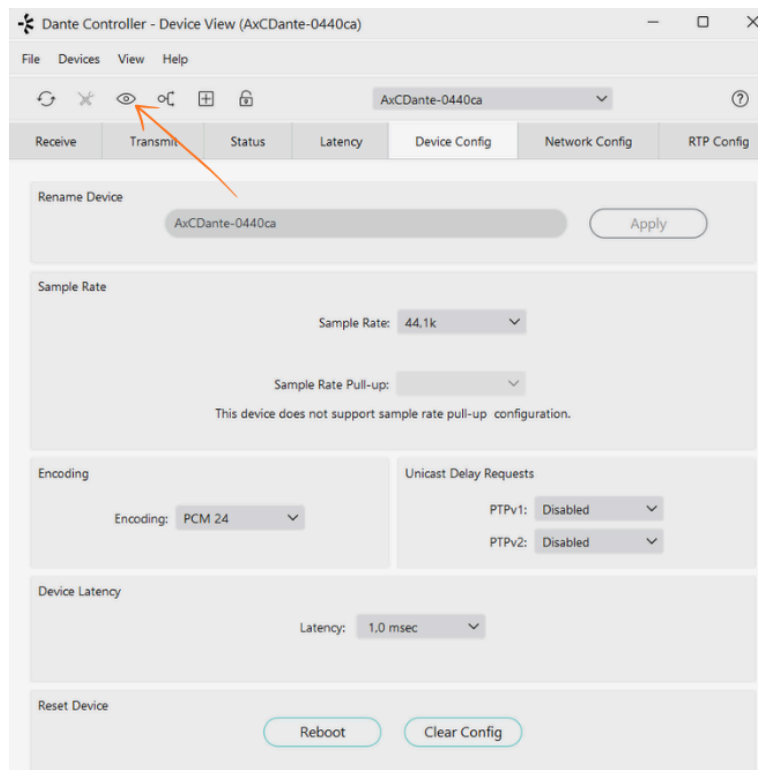 Dante Controller - Device View (AxCDante-0440ca)
File Devices View Help
AxCDante-0440ca
Receive Transmit Status Latency Device Config Network Config RTP Config
Rename Device
AxCDante-0440ca Apply
Sample Rate
Sample Rate: 44,1k
Sample Rate Pull-up:
This device does not support sample rate pull-up configuration.
Encoding
Encoding: PCM 24
Unicast Delay Requests
PTPv1: Disabled
PTPv2: Disabled
Device Latency
Latency: 1,0 msec
Reset Device
Reboot Clear Config